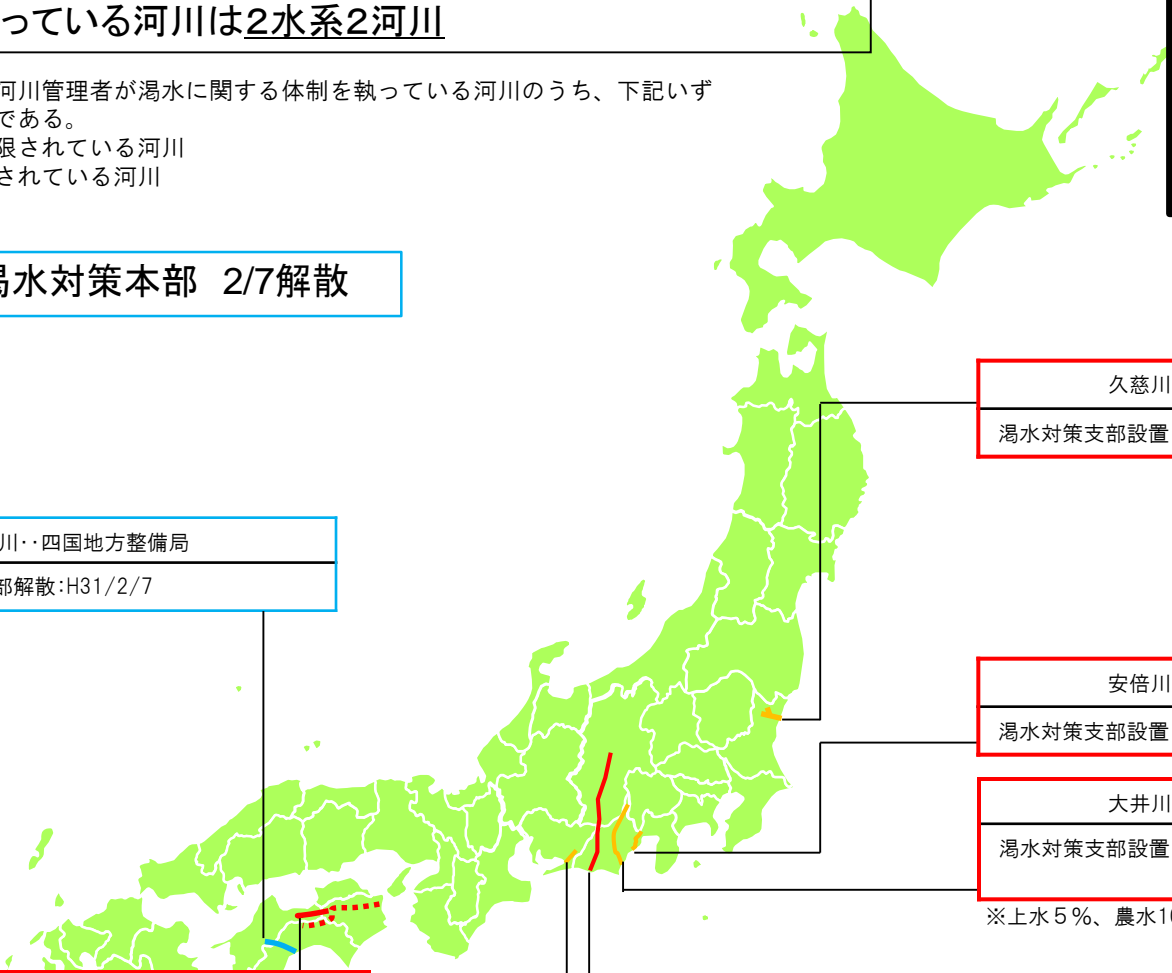 っている河川は2水系2河川
河川管理者が渇水に関する体制を執っている河川のうち、下記いず
である。
限されている河川
されている河川
渇水対策本部 2/7解散
久慈川
渇水対策支部設置
川‥四国地方整備局
部解散:H31/2/7
安倍川
渇水対策支部設置
大井川
渇水対策支部設置
※上水５%、農水1